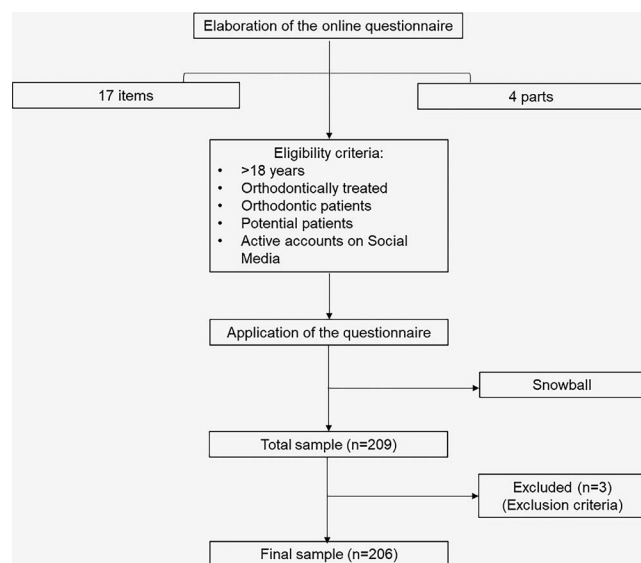 Elaboration of the online questionnaire
17 items
4 parts
Eligibility criteria:
• >18 years
• Orthodontically treated
• Orthodontic patients
• Potential patients
• Active accounts on Social
Media
Application of the questionnaire
Snowball
Total sample (n=209)
Excluded (n=3)
(Exclusion criteria)
Final sample (n=206)